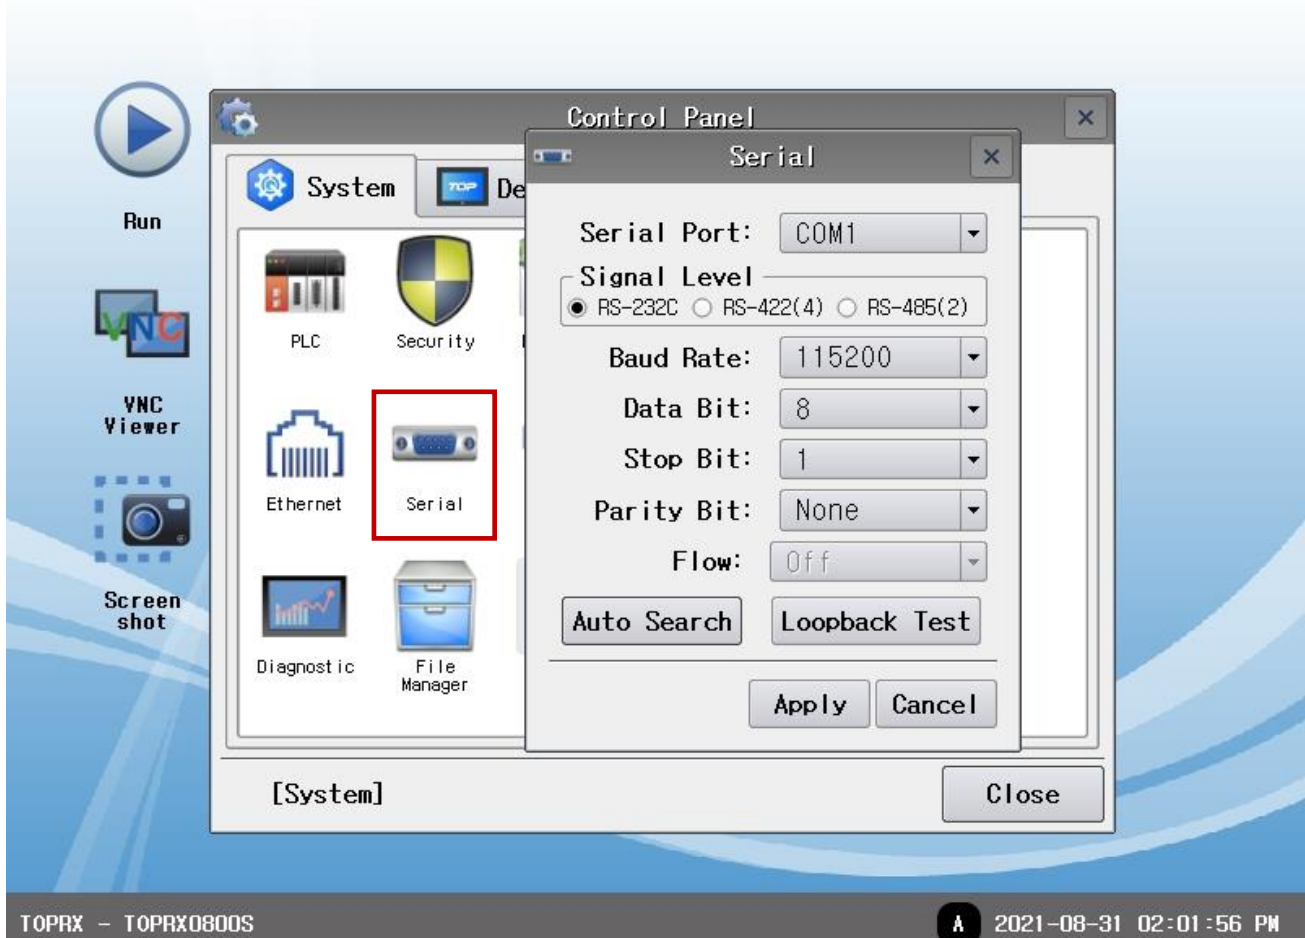 Control Panel
Serial
System
TOP
De
Run
VNC
VNC
Viewer
Screen
shot
PLC
Security
Ethernet
Serial
Diagnostic
File
Manager
Serial Port: COM1
Signal Level
RS-232C RS-422(4) RS-485(2)
Baud Rate: 115200
Data Bit: 8
Stop Bit: 1
Parity Bit: None
Flow: Off
Auto Search Loopback Test
Apply Cancel
[System]
Close
TOPRX - TOPRX0800S
A 2021-08-31 02:01:56 PM